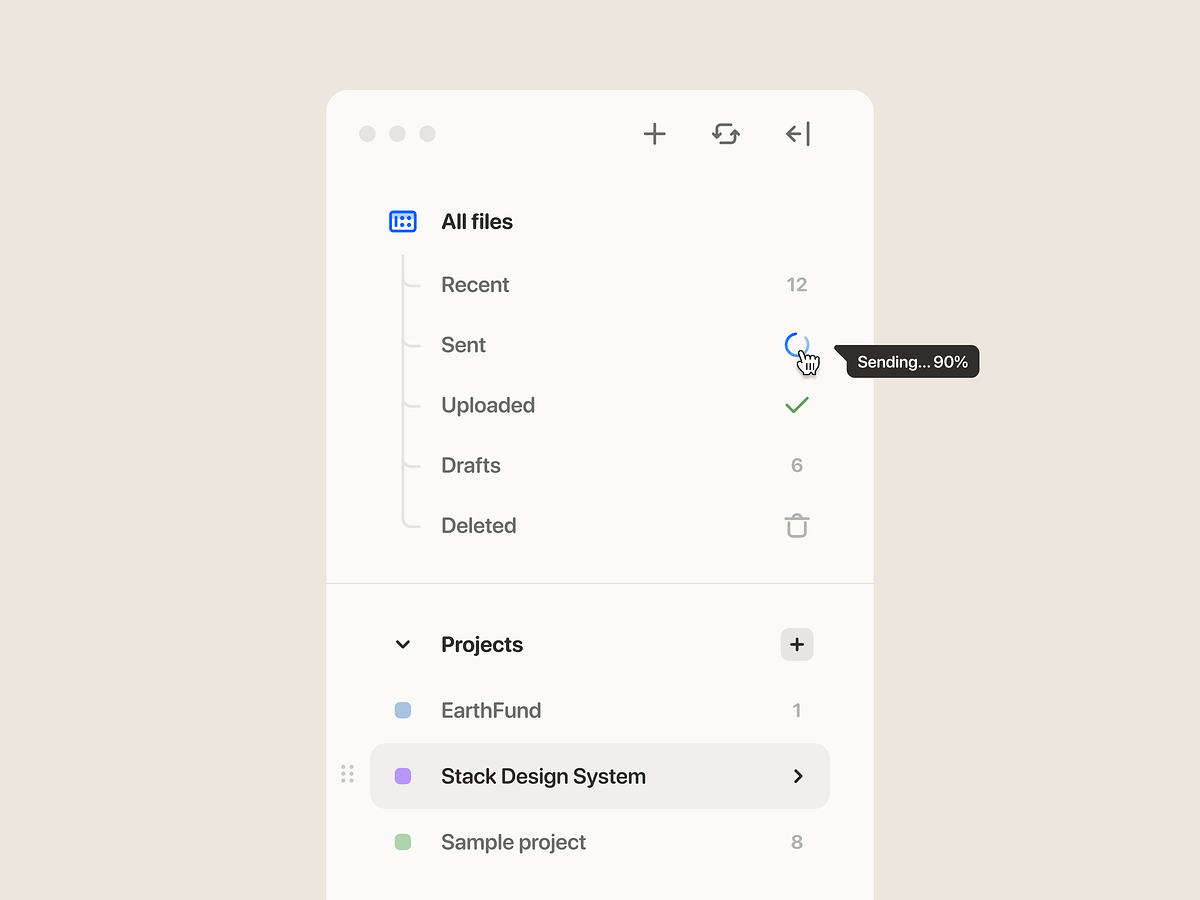 All files
Recent 12
Sent
Sending... 90%
Uploaded
Drafts 6
Deleted
Projects
EarthFund 1
Stack Design System
Sample project 8